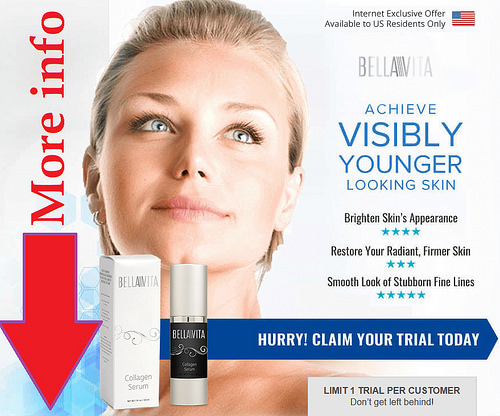 More info
Internet Exclusive Offer
Available to US Residents Only
BELLAVITA
ACHIEVE
VISIBLY
YOUNGER
LOOKING SKIN
Brighten Skin's Appearance
Restore Your Radiant, Firmer Skin
Smooth Look of Stubborn Fine Lines
HURRY! CLAIM YOUR TRIAL TODAY
LIMIT 1 TRIAL PER CUSTOMER
Don't get left behind!
BELLAVITA
Collagen
Serum
BELLAVITA
Collagen
Serum